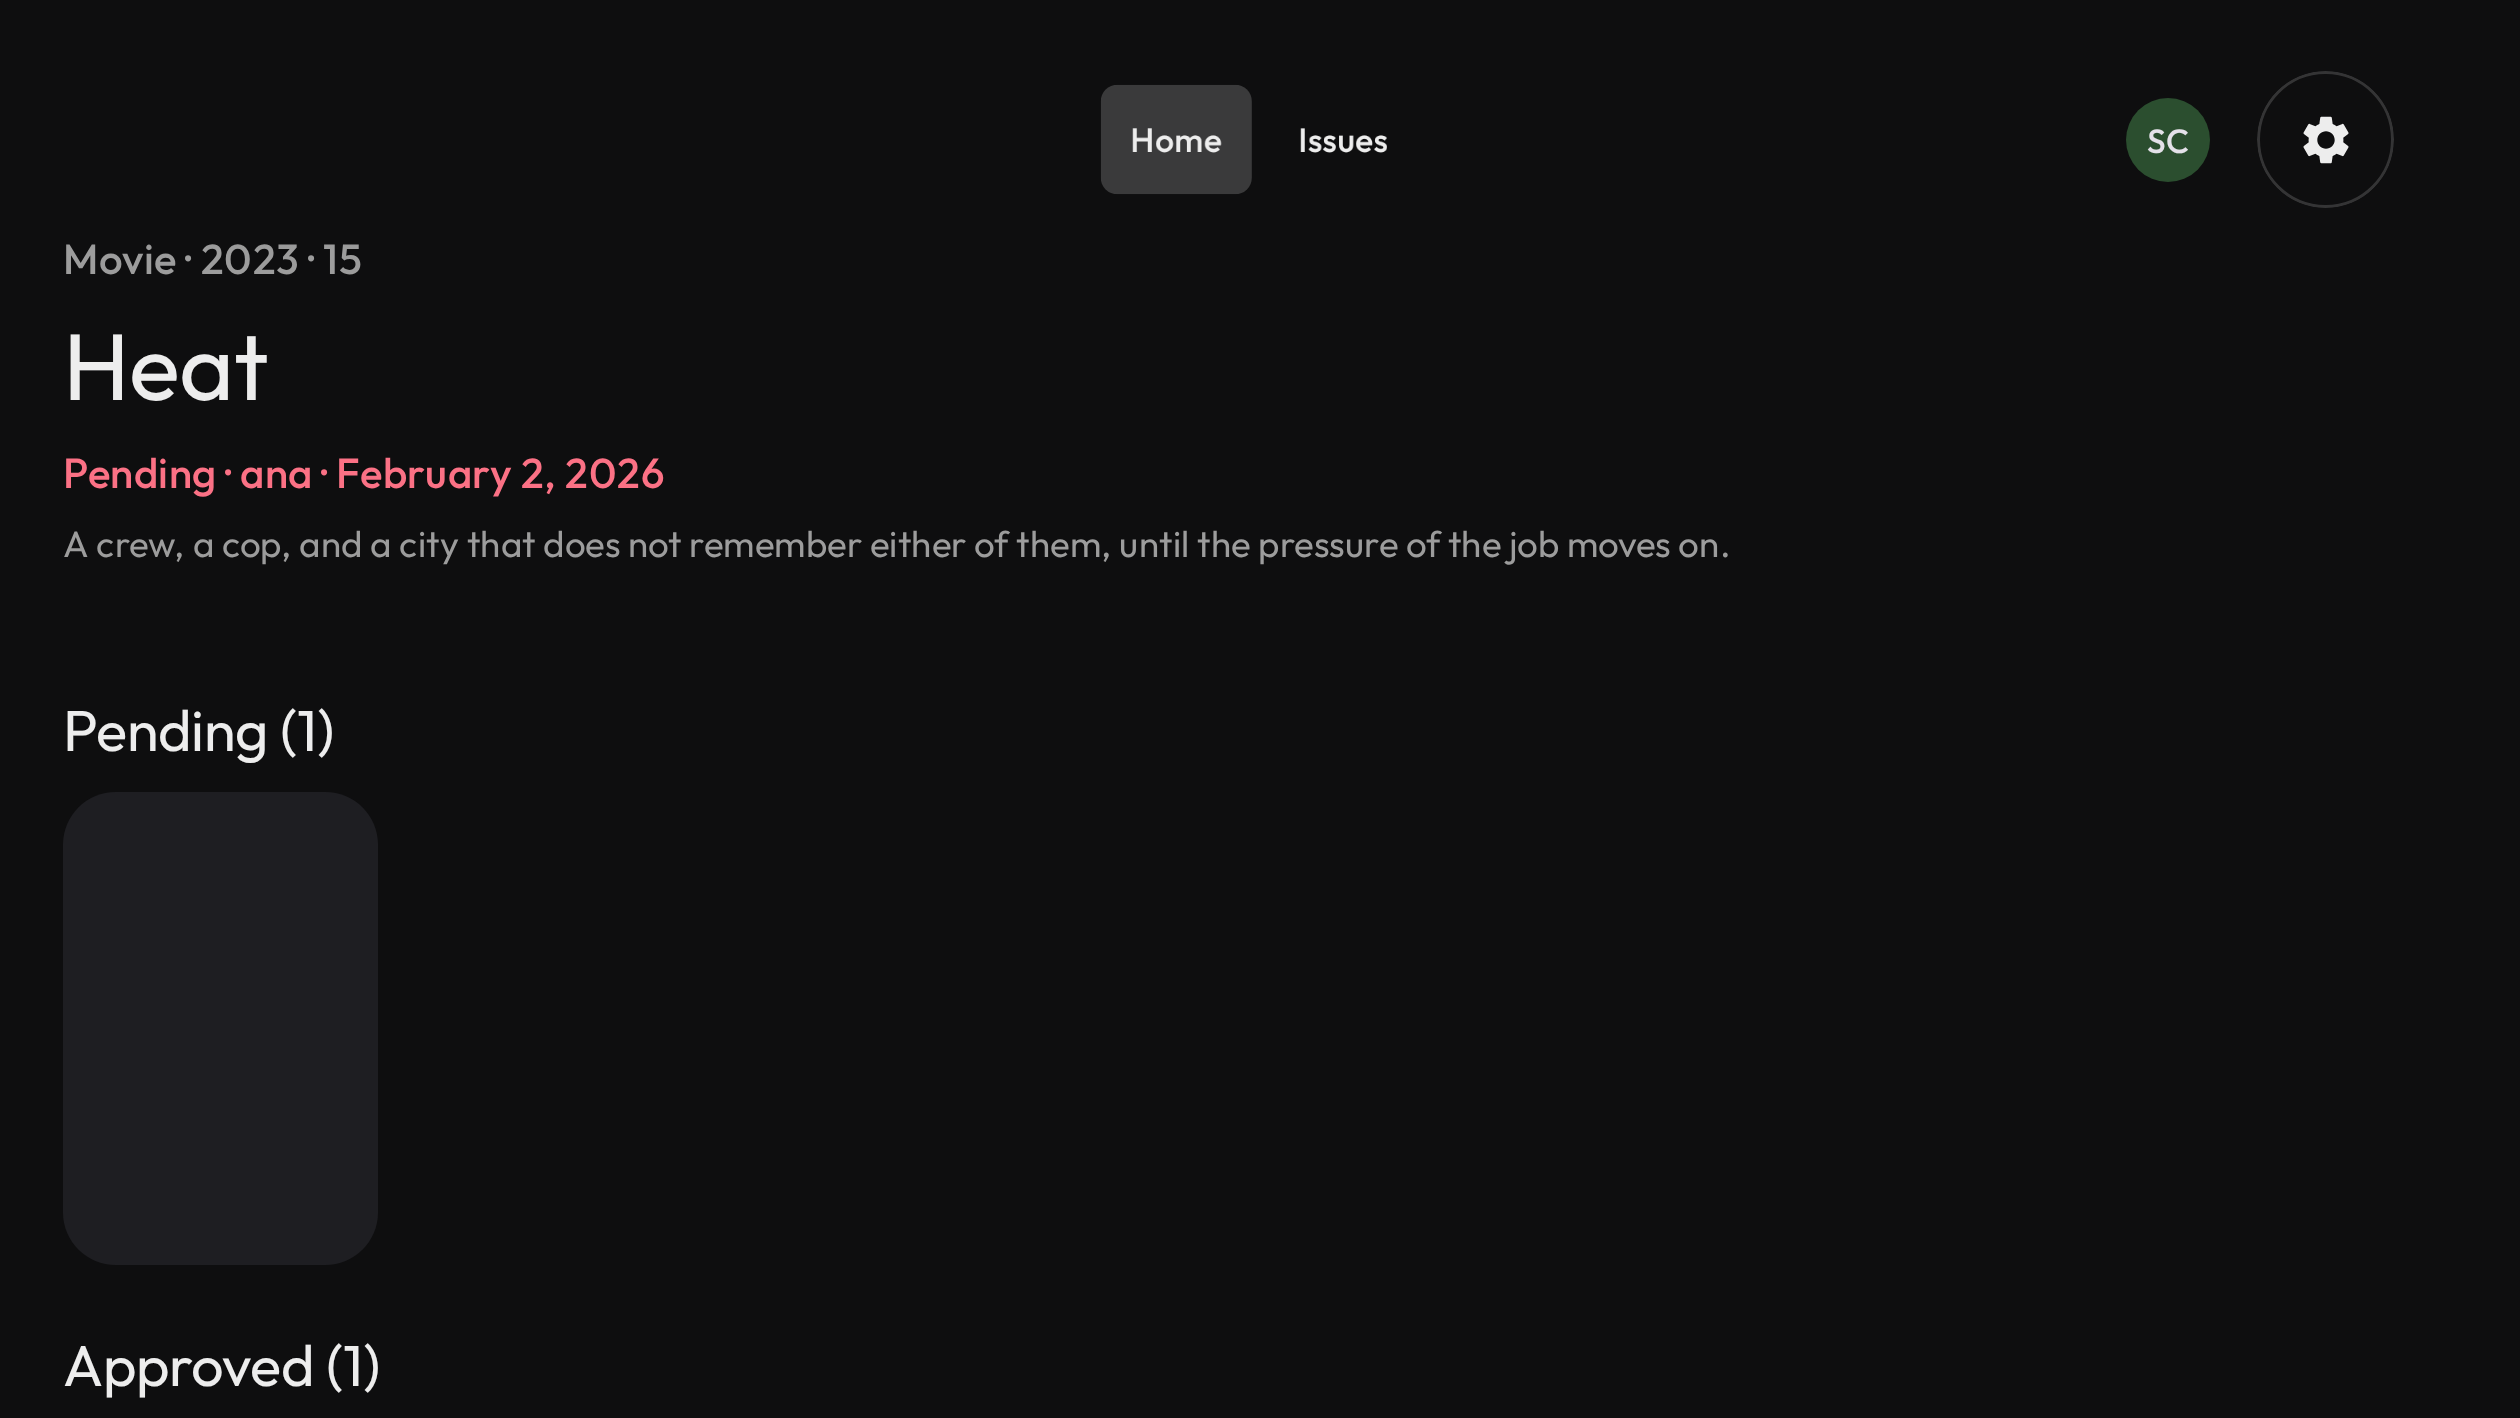 Home Issues SC
Movie · 2023 · 15
Heat
Pending · ana · February 2, 2026
A crew, a cop, and a city that does not remember either of them, until the pressure of the job moves on.
Pending (1)
Approved (1)